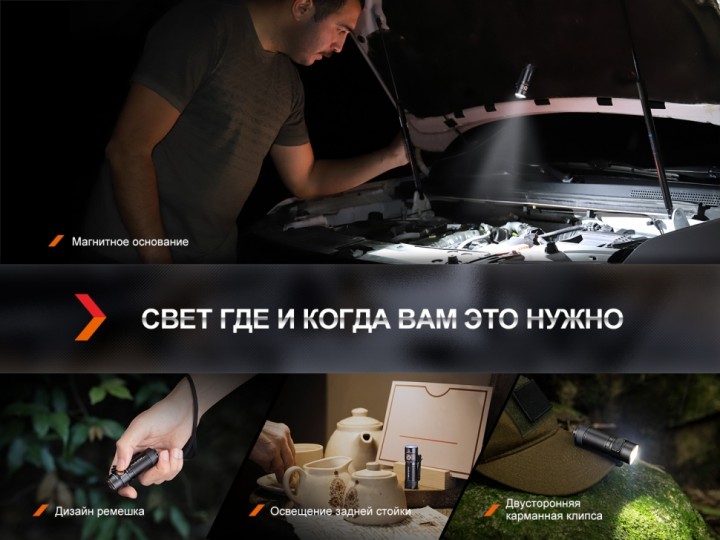 Магнитное основание
СВЕТ ГДЕ И КОГДА ВАМ ЭТО НУЖНО
Дизайн ремешка
Освещение задней стойки
Двусторонняя
карманная клипса